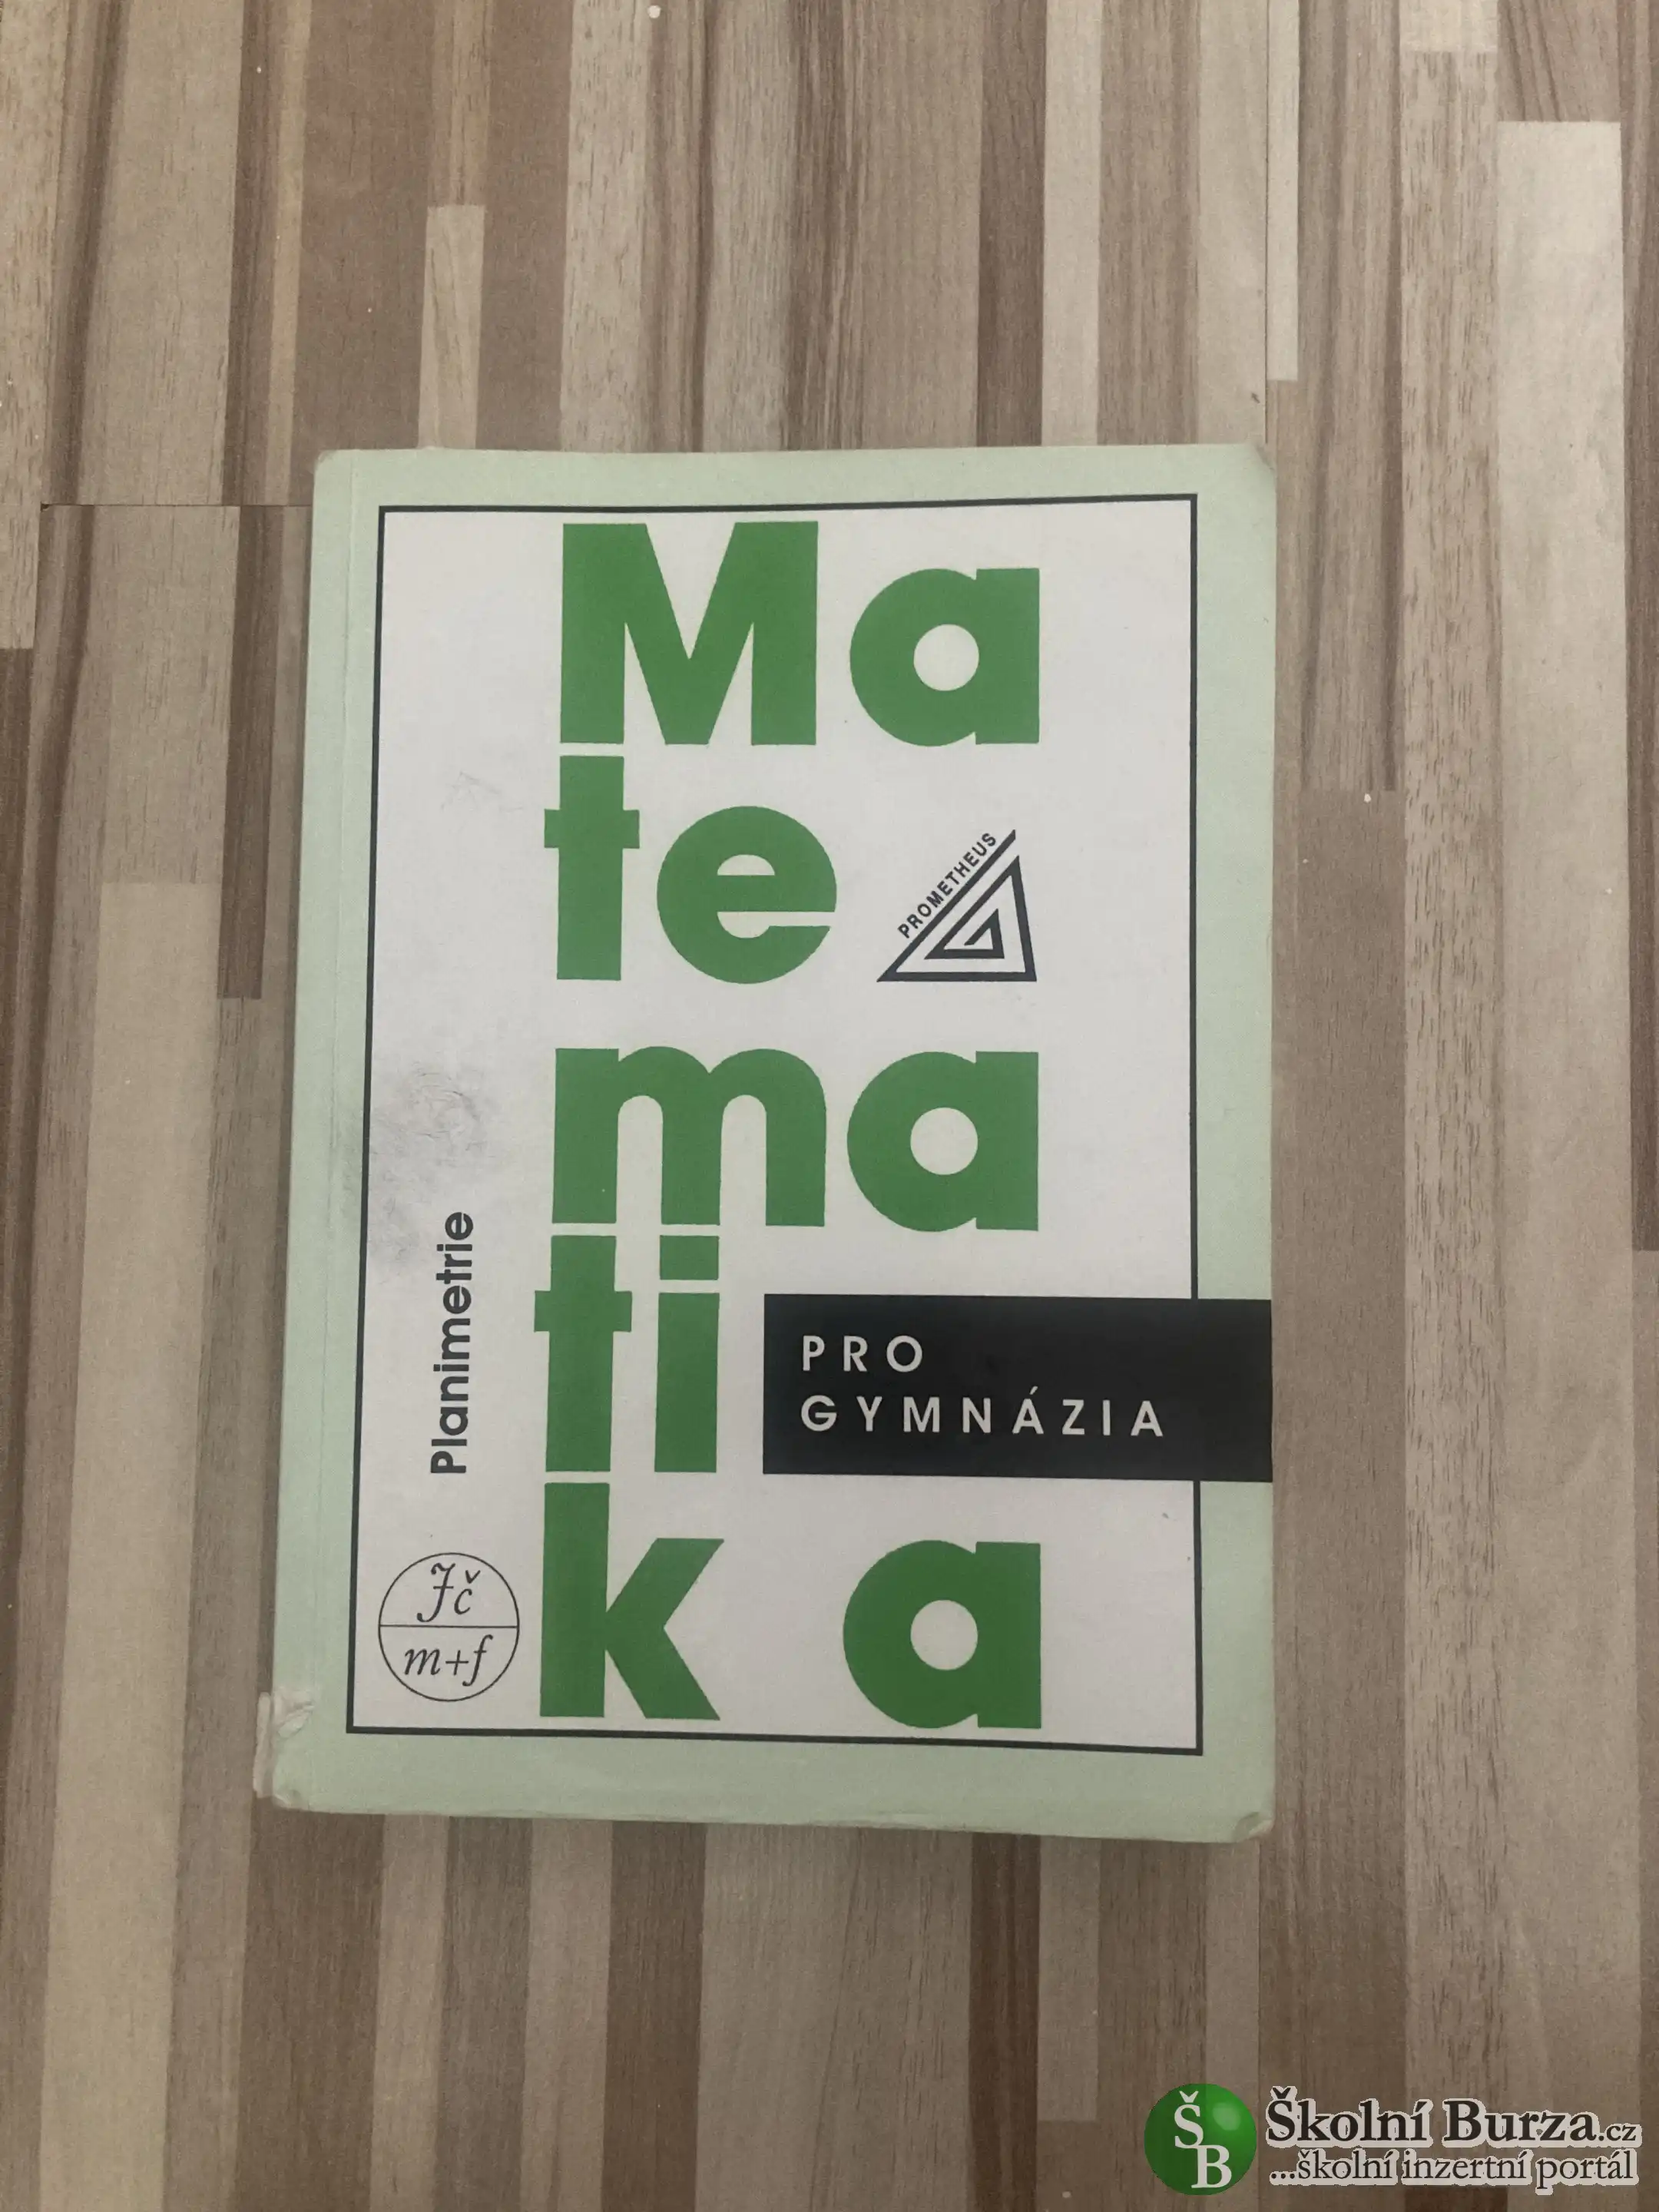 Ma
te
PROMETHEUS
ma
ti
Planimetrie
PRO
GYMNÁZIA
k a
Jč
m+f
ŠB
Školní Burza.cz
...školní inzertní portál